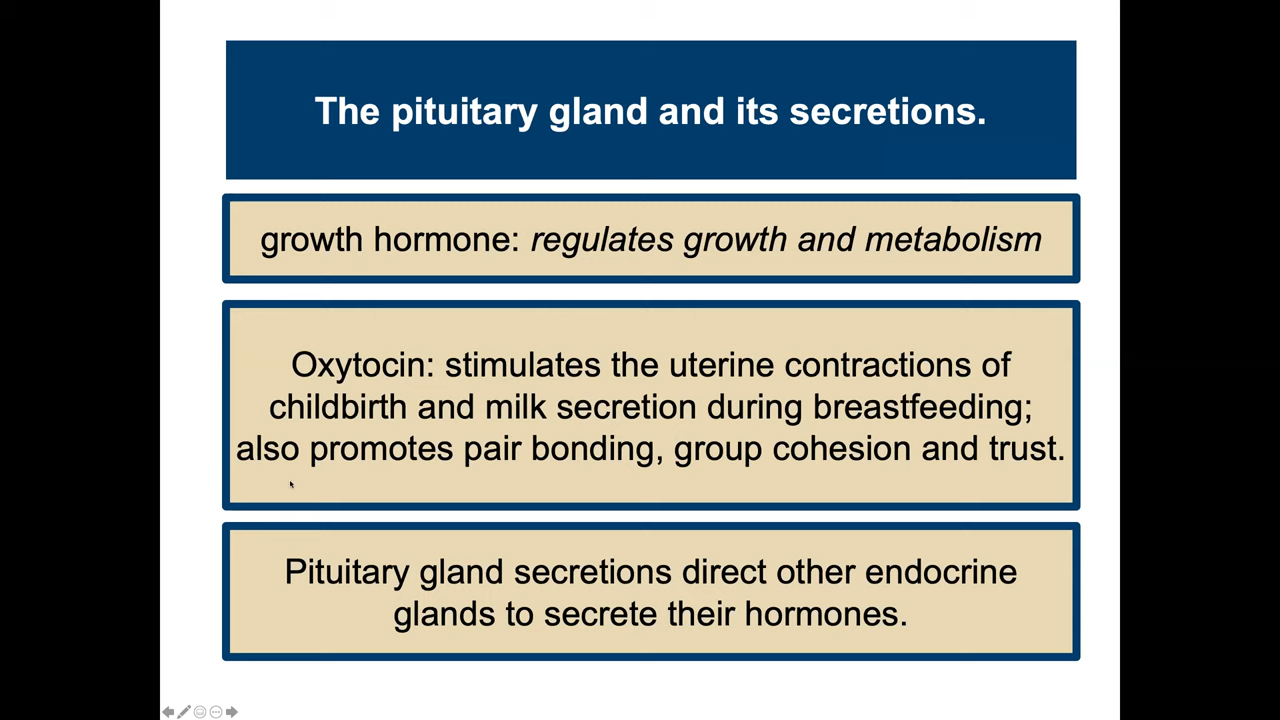 The pituitary gland and its secretions.
growth hormone: regulates growth and metabolism
Oxytocin: stimulates the uterine contractions of
childbirth and milk secretion during breastfeeding;
also promotes pair bonding, group cohesion and trust.
Pituitary gland secretions direct other endocrine
glands to secrete their hormones.